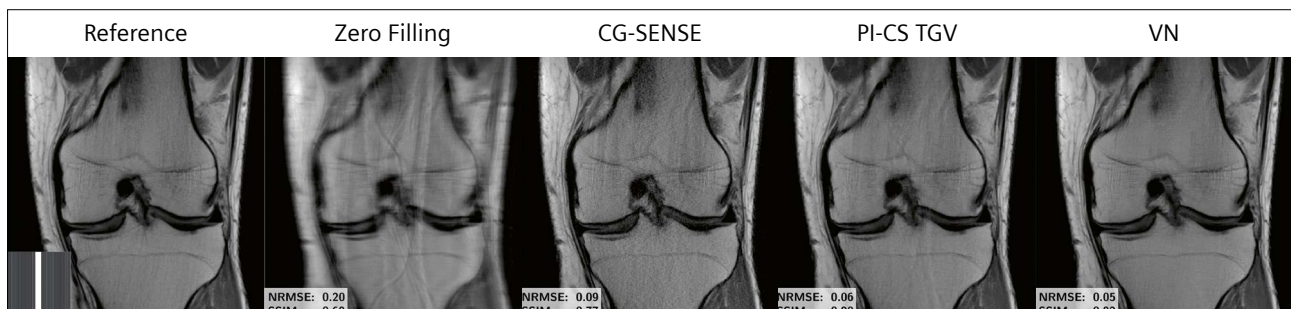 Reference
Zero Filling
CG-SENSE
PI-CS TGV
VN
NRMSE: 0.20
NRMSE: 0.09
NRMSE: 0.06
NRMSE: 0.05